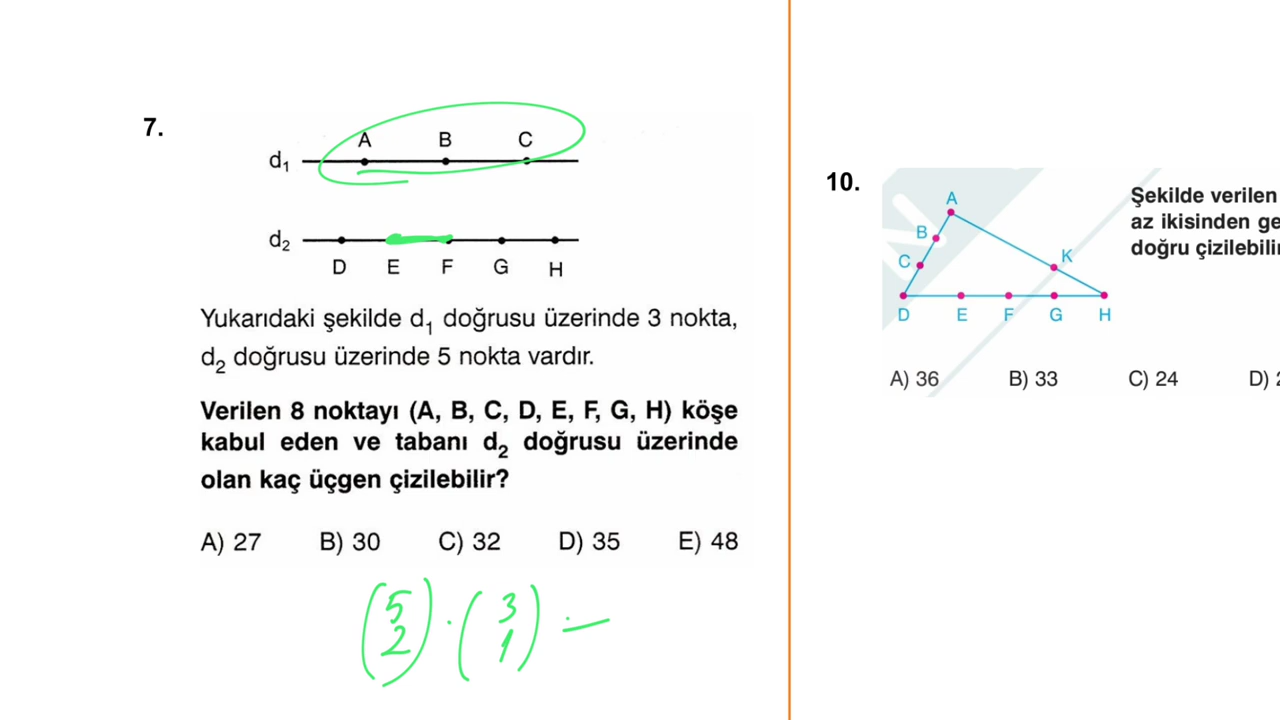 7.
A B C
d₁
d₂
D E F G H
Yukarıdaki şekilde d₁ doğrusu üzerinde 3 nokta,
d₂ doğrusu üzerinde 5 nokta vardır.
Verilen 8 noktayı (A, B, C, D, E, F, G, H) köşe
kabul eden ve tabanı d₂ doğrusu üzerinde
olan kaç üçgen çizilebilir?
A) 27 B) 30 C) 32 D) 35 E) 48
(5 2) · (3 1) =
10.
A
B
C
K
D E F G H
Şekilde verilen
az ikisinden ge
doğru çizilebili
A) 36 B) 33 C) 24 D)